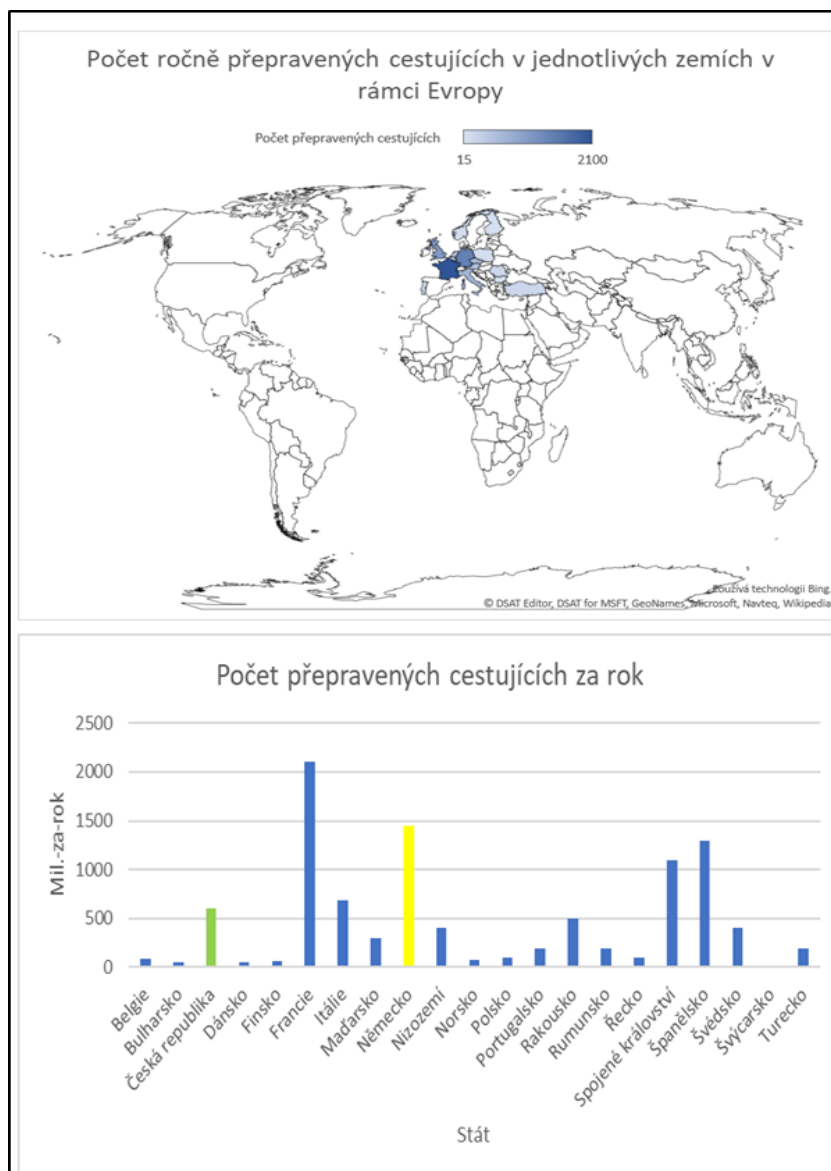 Počet ročně přepravených cestujících v jednotlivých zemích v
rámci Evropy
Počet přepravených cestujících
15
2100
Používá technologii Bing.
© DSAT Editor, DSAT for MSFT, GeoNames, Microsoft, Navteq, Wikipedia
Počet přepravených cestujících za rok
Mil.-za-rok
2500
2000
1500
1000
500
0
Belgie
Bulharsko
Česká republika
Dánsko
Finsko
Francie
Itálie
Maďarsko
Německo
Nizozemí
Norsko
Polsko
Portugalsko
Rakousko
Rumunsko
Řecko
Spojené království
Španělsko
Švédsko
Švýcarsko
Turecko
Stát